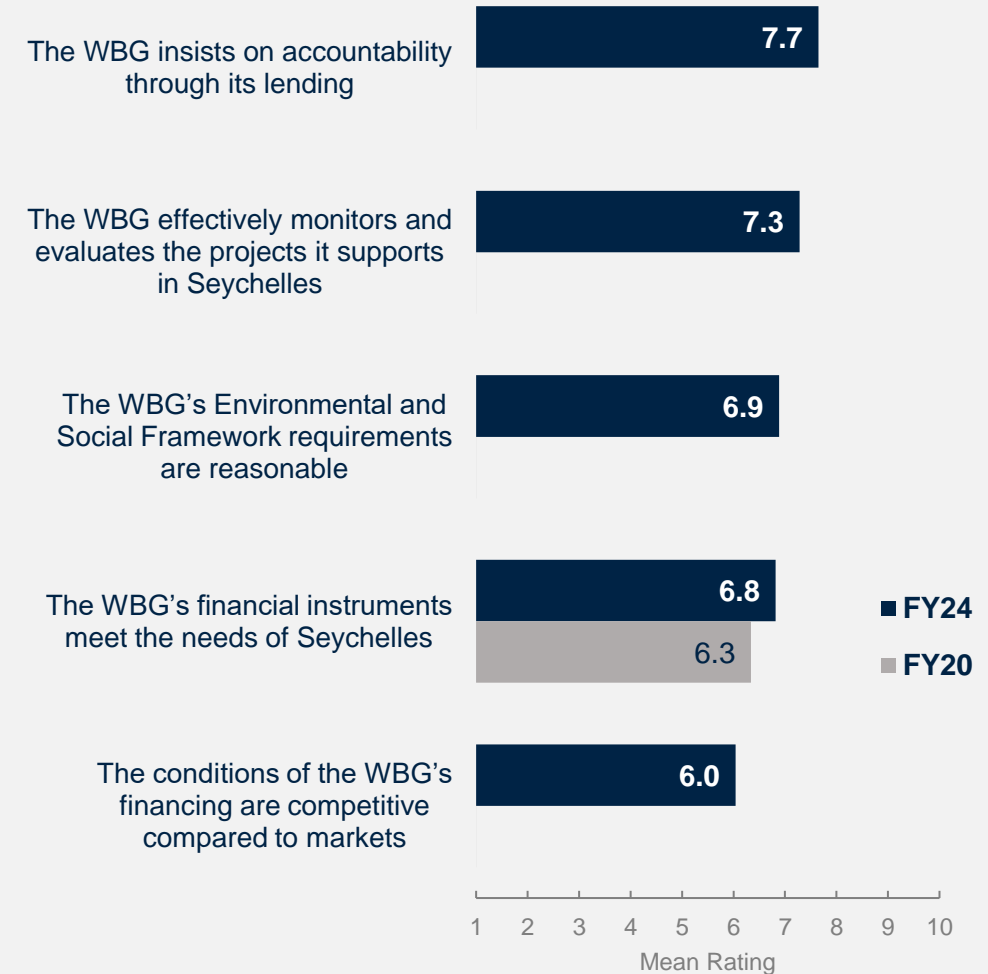 The WBG insists on accountability
through its lending
7.7
The WBG effectively monitors and
evaluates the projects it supports
in Seychelles
7.3
The WBG’s Environmental and
Social Framework requirements
are reasonable
6.9
The WBG’s financial instruments
meet the needs of Seychelles
6.8
6.3
FY24
FY20
The conditions of the WBG’s
financing are competitive
compared to markets
6.0
1 2 3 4 5 6 7 8 9 10
Mean Rating